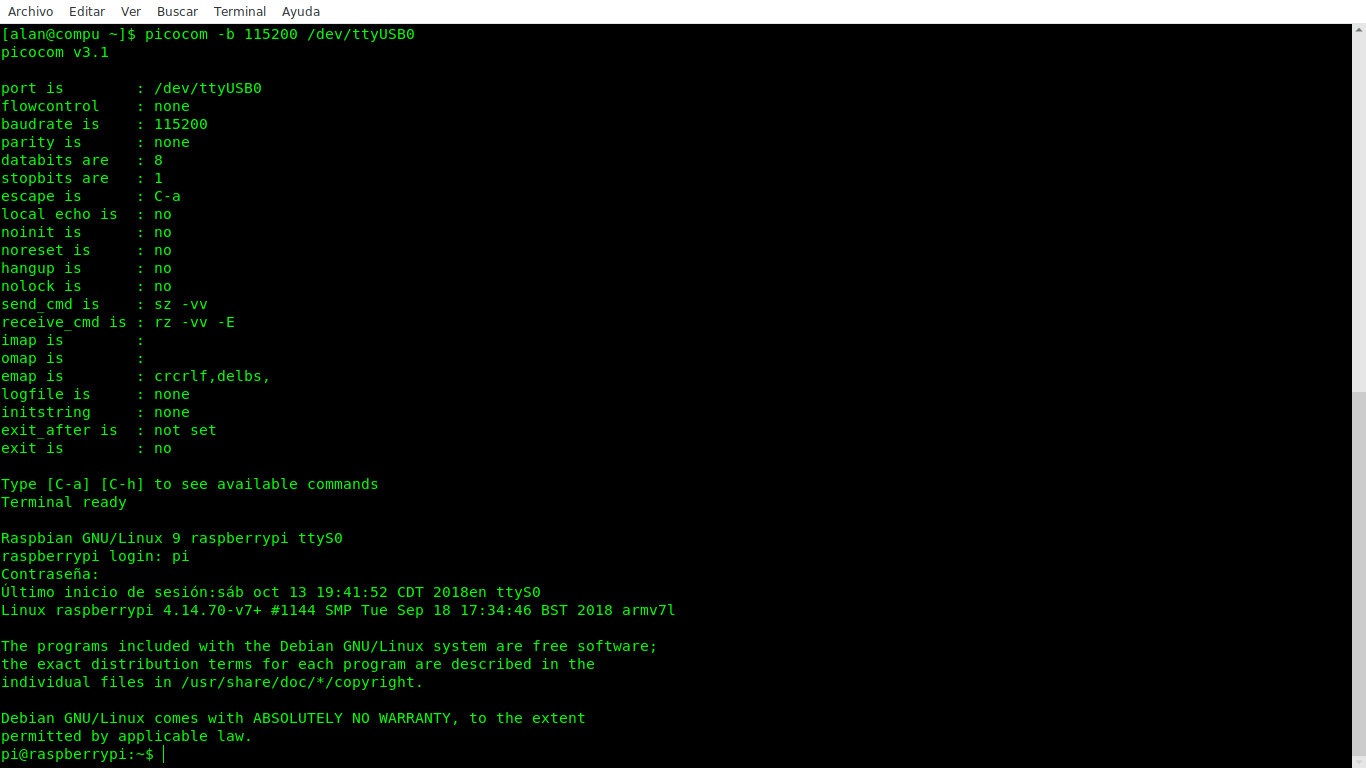 Archivo Editar Ver Buscar Terminal Ayuda
[alan@compu ~]$ picocom -b 115200 /dev/ttyUSB0
picocom v3.1

port is        : /dev/ttyUSB0
flowcontrol    : none
baudrate is    : 115200
parity is      : none
databits are   : 8
stopbits are   : 1
escape is      : C-a
local echo is  : no
noinit is      : no
noreset is     : no
hangup is      : no
nolock is      : no
send_cmd is    : sz -vv
receive_cmd is : rz -vv -E
imap is        :
omap is        :
emap is        : crcrlf,delbs,
logfile is     : none
initstring     : none
exit_after is  : not set
exit is        : no

Type [C-a] [C-h] to see available commands
Terminal ready

Raspbian GNU/Linux 9 raspberrypi ttyS0
raspberrypi login: pi
Contraseña:
Último inicio de sesión:sáb oct 13 19:41:52 CDT 2018en ttyS0
Linux raspberrypi 4.14.70-v7+ #1144 SMP Tue Sep 18 17:34:46 BST 2018 armv7l

The programs included with the Debian GNU/Linux system are free software;
the exact distribution terms for each program are described in the
individual files in /usr/share/doc/*/copyright.

Debian GNU/Linux comes with ABSOLUTELY NO WARRANTY, to the extent
permitted by applicable law.
pi@raspberrypi:~$